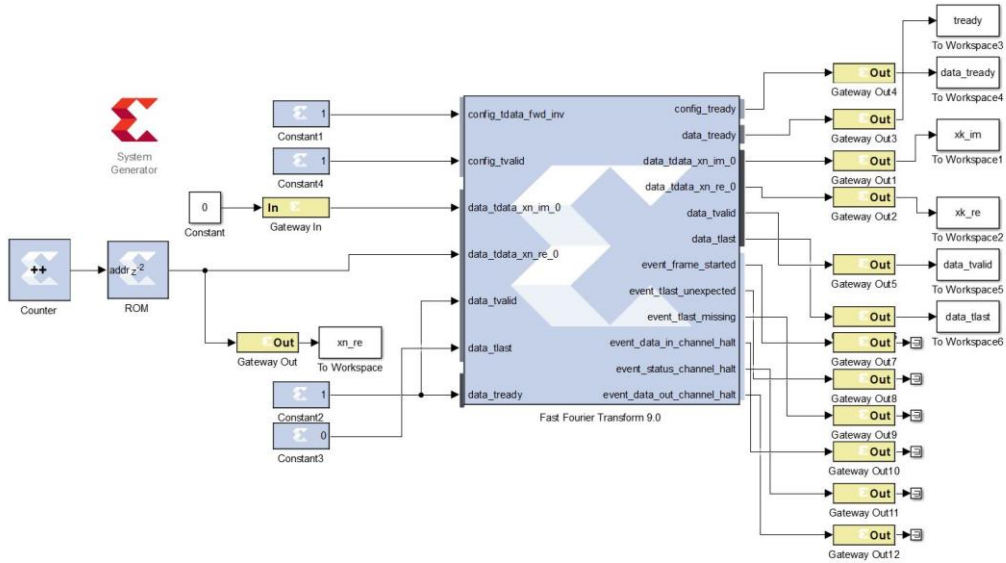 System
Generator
++
Counter
addr z⁻²
ROM
1
Constant1
1
Constant4
0
Constant
In
Gateway In
Out
Gateway Out
xn_re
To Workspace
1
Constant2
0
Constant3
config_tdata_fwd_inv
config_tvalid
data_tdata_xn_im_0
data_tdata_xn_re_0
data_tvalid
data_tlast
data_tready
config_tready
data_tready
data_tdata_xn_im_0
data_tdata_xn_re_0
data_tvalid
data_tlast
event_frame_started
event_tlast_unexpected
event_tlast_missing
event_data_in_channel_halt
event_status_channel_halt
event_data_out_channel_halt
Fast Fourier Transform 9.0
Out
Gateway Out4
Out
Gateway Out3
Out
Gateway Out1
Out
Gateway Out2
Out
Gateway Out5
Out
Out
Gateway Out7
Out
Gateway Out8
Out
Gateway Out9
Out
Gateway Out10
Out
Gateway Out11
Out
Gateway Out12
tready
To Workspace3
data_tready
To Workspace4
xk_im
To Workspace1
xk_re
To Workspace2
data_tvalid
To Workspace5
data_tlast
To Workspace6